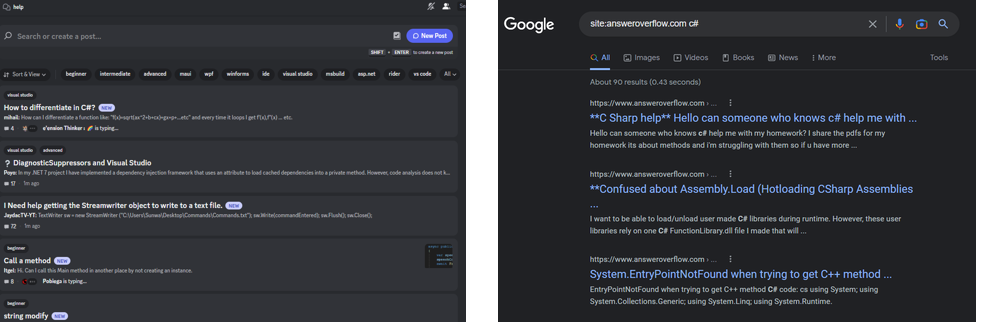 help
Search or create a post...
New Post
SHIFT + ENTER to create a new post
Sort & View
beginner
intermediate
advanced
maui
wpf
winforms
ide
visual studio
msbuild
asp.net
rider
vs code
All
visual studio
How to differentiate in C#? NEW
mihail: How can I differentiate a function like: "f(x)=sqrt(ax^2+b+cx)+gx+p+...etc" and every time it loops I get f'(x),f''(x) ... etc.
4
is typing...
visual studio
advanced
? DiagnosticSuppressors and Visual Studio
Poyo: In my .NET 7 project I have implemented a dependency injection framework that uses an attribute to load cached dependencies into a private method. However, code analysis does not k...
17 1m ago
I Need help getting the Streamwriter object to write to a text file. NEW
JaydacTV-YT: TextWriter sw = new StreamWriter ("C:\Users\Sanwa\Desktop\Commands\Commands.txt"); sw.Write(commandEntered); sw.Flush(); sw.Close();
72 1m ago
beginner
Call a method NEW
Itgel: Hi. Can I call this Main method in another place by not creating an instance.
8
Pobiega is typing...
beginner
string modify NEW
Google
site:answeroverflow.com c#
All
Images
Videos
Books
News
More
Tools
About 90 results (0.43 seconds)
https://www.answeroverflow.com › ...
**C Sharp help** Hello can someone who knows c# help me with ...
Hello can someone who knows c# help me with my homework? I share the pdfs for my
homework its about methods and i'm struggling with them so if u have more ...
https://www.answeroverflow.com › ...
**Confused about Assembly.Load (Hotloading CSharp Assemblies
...
I want to be able to load/unload user made C# libraries during runtime. However, these user
libraries rely on one C# FunctionLibrary.dll file I made that will ...
https://www.answeroverflow.com › ...
System.EntryPointNotFound when trying to get C++ method ...
EntryPointNotFound when trying to get C++ method C# code: cs using System; using
System.Collections.Generic; using System.Linq; using System.Runtime.